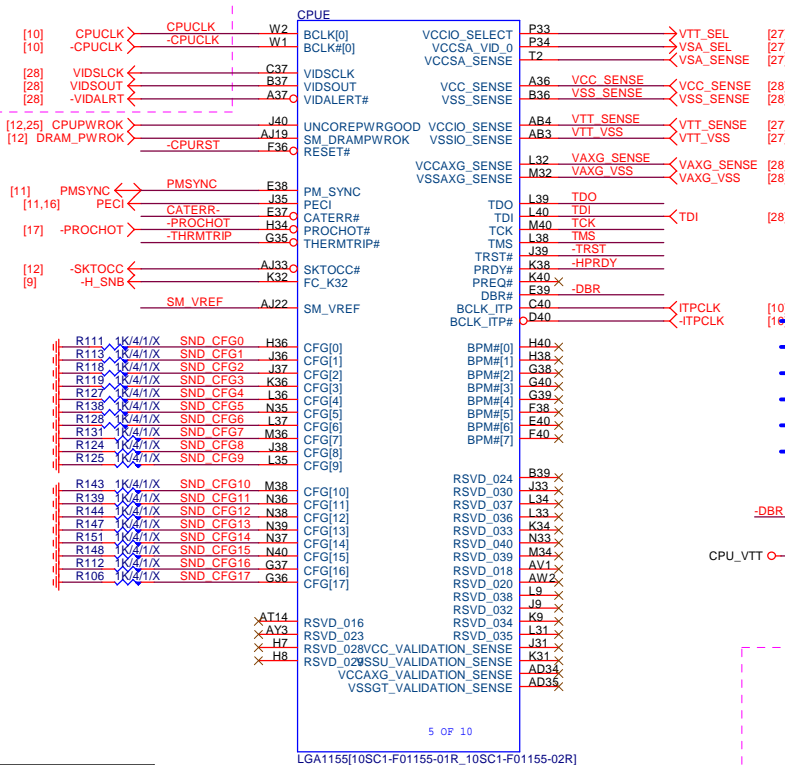 CPUE
[10] CPUCLK CPUCLK W2 BCLK[0] VCCIO_SELECT P33 VTT_SEL [27]
[10] -CPUCLK -CPUCLK W1 BCLK#[0] VCCSA_VID_0 P34 VSA_SEL [27]
VCCSA_SENSE T2 VSA_SENSE [27]
[28] VIDSLCK C37 VIDSCLK
[28] VIDSOUT B37 VIDSOUT VCC_SENSE A36 VCC_SENSE VCC_SENSE [28]
[28] -VIDALRT A37 VIDALERT# VSS_SENSE B36 VSS_SENSE VSS_SENSE [28]
[12,25] CPUPWROK J40 UNCOREPWRGOOD VCCIO_SENSE AB4 VTT_SENSE VTT_SENSE [27]
[12] DRAM_PWROK AJ19 SM_DRAMPWROK VSSIO_SENSE AB3 VTT_VSS VTT_VSS [27]
-CPURST F36 RESET#
VCCAXG_SENSE L32 VAXG_SENSE VAXG_SENSE [28]
VSSAXG_SENSE M32 VAXG_VSS VAXG_VSS [28]
[11] PMSYNC PMSYNC E38 PM_SYNC
[11,16] PECI J35 PECI TDO L39 TDO
CATERR- E37 CATERR# TDI L40 TDI TDI [28]
[17] -PROCHOT -PROCHOT H34 PROCHOT# TCK M40 TCK
-THRMTRIP G35 THERMTRIP# TMS L38 TMS
TRST# J39 -TRST
[12] -SKTOCC AJ33 SKTOCC# PRDY# K38 -HPRDY
[9] -H_SNB K32 FC_K32 PREQ# K40
DBR# E39 -DBR
SM_VREF AJ22 SM_VREF BCLK_ITP C40 ITPCLK [10]
BCLK_ITP# D40 -ITPCLK
R111 1K/4/1/X SND_CFG0 H36 CFG[0] BPM#[0] H40
R113 1K/4/1/X SND_CFG1 J36 CFG[1] BPM#[1] H38
R118 1K/4/1/X SND_CFG2 J37 CFG[2] BPM#[2] G38
R119 1K/4/1/X SND_CFG3 K36 CFG[3] BPM#[3] G40
R127 1K/4/1/X SND_CFG4 L36 CFG[4] BPM#[4] G39
R138 1K/4/1/X SND_CFG5 N35 CFG[5] BPM#[5] F38
R128 1K/4/1/X SND_CFG6 L37 CFG[6] BPM#[6] E40
R131 1K/4/1/X SND_CFG7 M36 CFG[7] BPM#[7] F40
R124 1K/4/1/X SND_CFG8 J38 CFG[8]
R125 1K/4/1/X SND_CFG9 L35 CFG[9]
RSVD_024 B39
R143 1K/4/1/X SND_CFG10 M38 CFG[10] RSVD_030 J33
R139 1K/4/1/X SND_CFG11 N36 CFG[11] RSVD_037 L34
R144 1K/4/1/X SND_CFG12 N38 CFG[12] RSVD_036 L33
R147 1K/4/1/X SND_CFG13 N39 CFG[13] RSVD_033 K34
R151 1K/4/1/X SND_CFG14 N37 CFG[14] RSVD_040 N33
R148 1K/4/1/X SND_CFG15 N40 CFG[15] RSVD_039 M34
R112 1K/4/1/X SND_CFG16 G37 CFG[16] RSVD_018 AV1
R106 1K/4/1/X SND_CFG17 G36 CFG[17] RSVD_020 AW2
RSVD_038 L9
RSVD_032 J9
AT14 RSVD_016 RSVD_034 K9
AY3 RSVD_023 RSVD_035 L31
H7 RSVD_028 VCC_VALIDATION_SENSE J31
H8 RSVD_029 VSSU_VALIDATION_SENSE K31
VCCAXG_VALIDATION_SENSE AD34
VSSGT_VALIDATION_SENSE AD35
-DBR
CPU_VTT
5 OF 10
LGA1155[10SC1-F01155-01R_10SC1-F01155-02R]